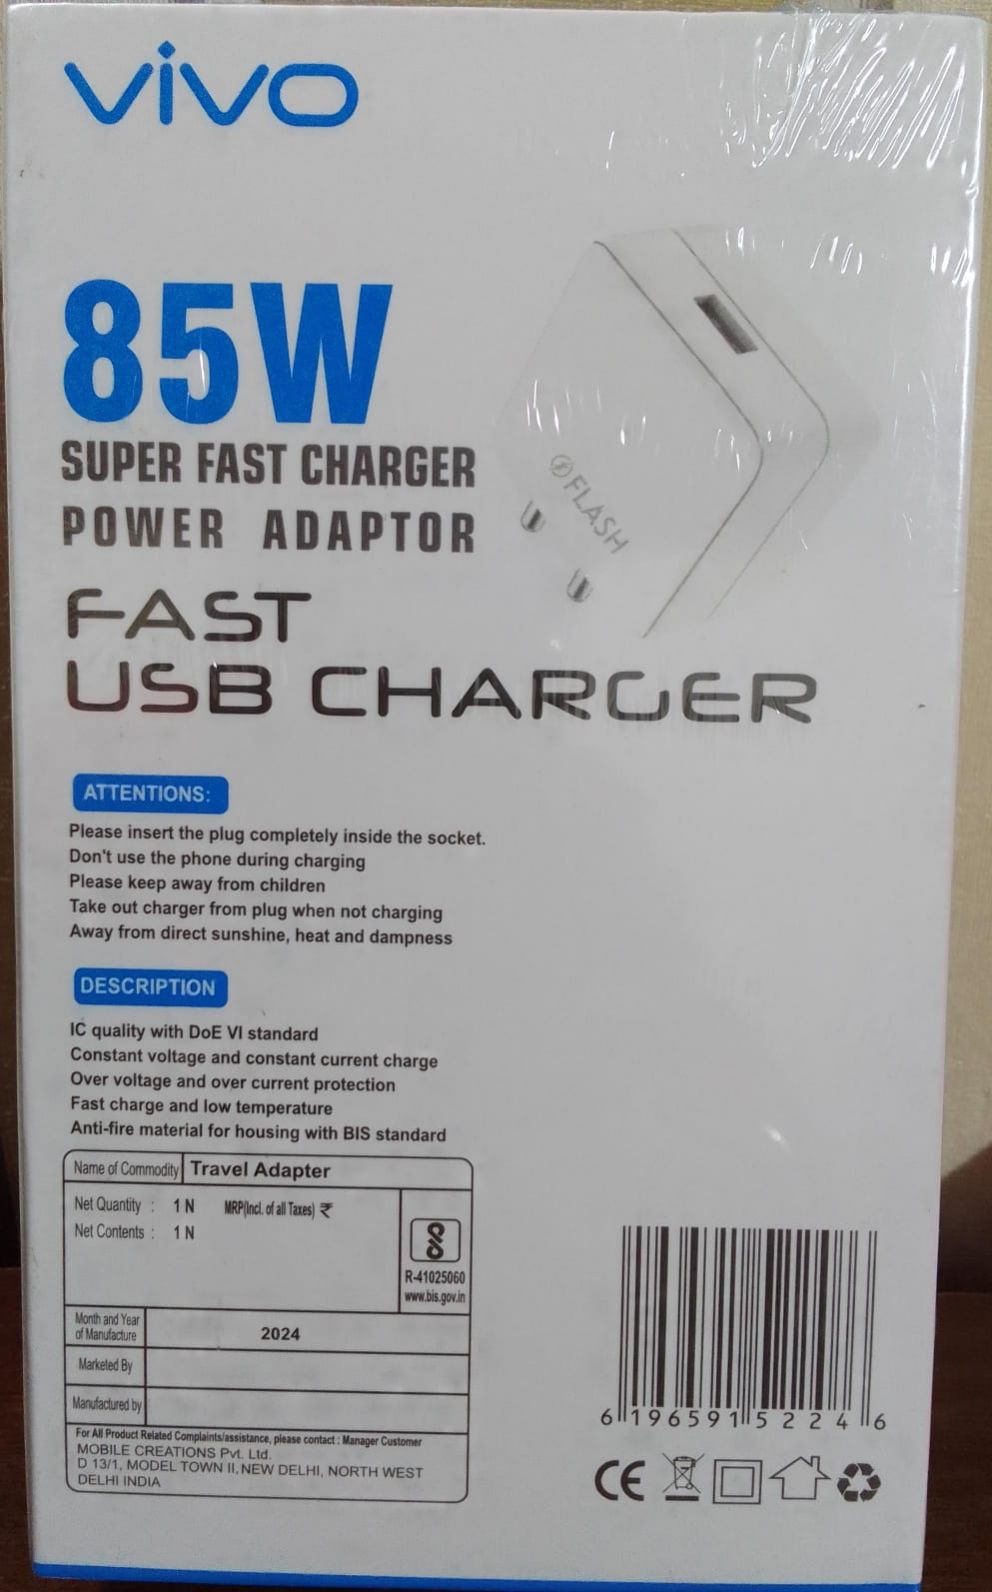 vivo
85W
SUPER FAST CHARGER
POWER ADAPTOR
FLASH
FAST
USB CHARGER
ATTENTIONS:
Please insert the plug completely inside the socket.
Don't use the phone during charging
Please keep away from children
Take out charger from plug when not charging
Away from direct sunshine, heat and dampness
DESCRIPTION
IC quality with DoE VI standard
Constant voltage and constant current charge
Over voltage and over current protection
Fast charge and low temperature
Anti-fire material for housing with BIS standard
Name of Commodity Travel Adapter
Net Quantity : 1 N MRP(Incl. of all Taxes) ₹
Net Contents : 1 N
R-41025060
www.bis.gov.in
Month and Year
of Manufacture 2024
Marketed By
Manufactured by
For All Product Related Complaints/assistance, please contact : Manager Customer
MOBILE CREATIONS Pvt. Ltd.
D 13/1, MODEL TOWN II, NEW DELHI, NORTH WEST
DELHI INDIA
6 196591 5224 6
CE